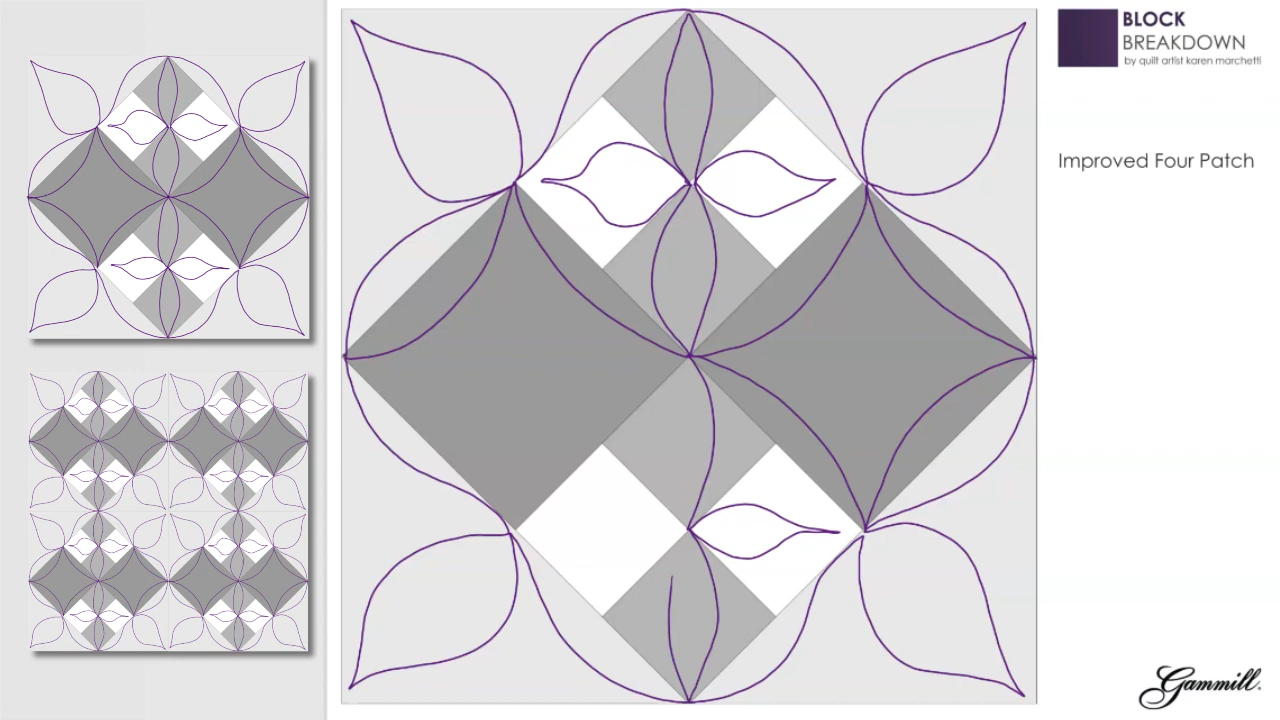 BLOCK
BREAKDOWN
by quilt artist karen marchetti
Improved Four Patch
Gammill